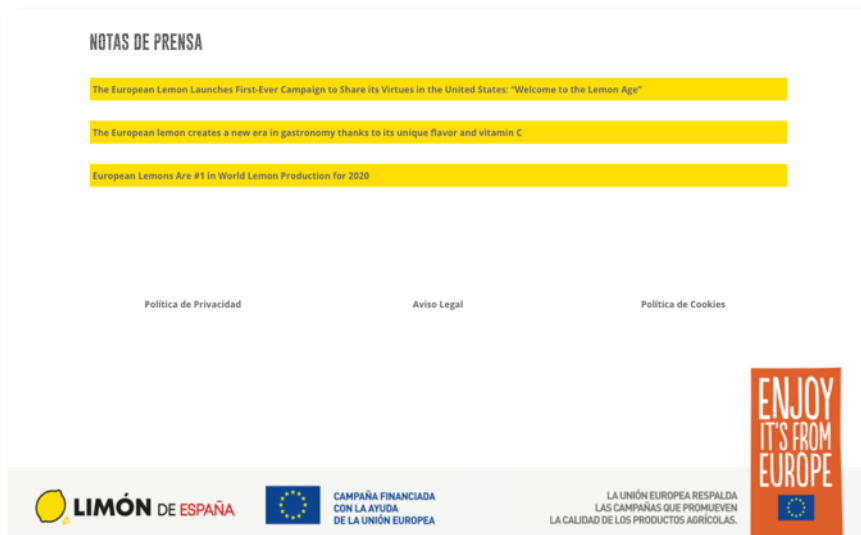 NOTAS DE PRENSA
The European Lemon Launches First-Ever Campaign to Share its Virtues in the United States: "Welcome to the Lemon Age"
The European lemon creates a new era in gastronomy thanks to its unique flavor and vitamin C
European Lemons Are #1 in World Lemon Production for 2020
Política de Privacidad
Aviso Legal
Política de Cookies
LIMÓN DE ESPAÑA
CAMPAÑA FINANCIADA
CON LA AYUDA
DE LA UNIÓN EUROPEA
LA UNIÓN EUROPEA RESPALDA
LAS CAMPAÑAS QUE PROMUEVEN
LA CALIDAD DE LOS PRODUCTOS AGRÍCOLAS.
ENJOY
IT'S FROM
EUROPE